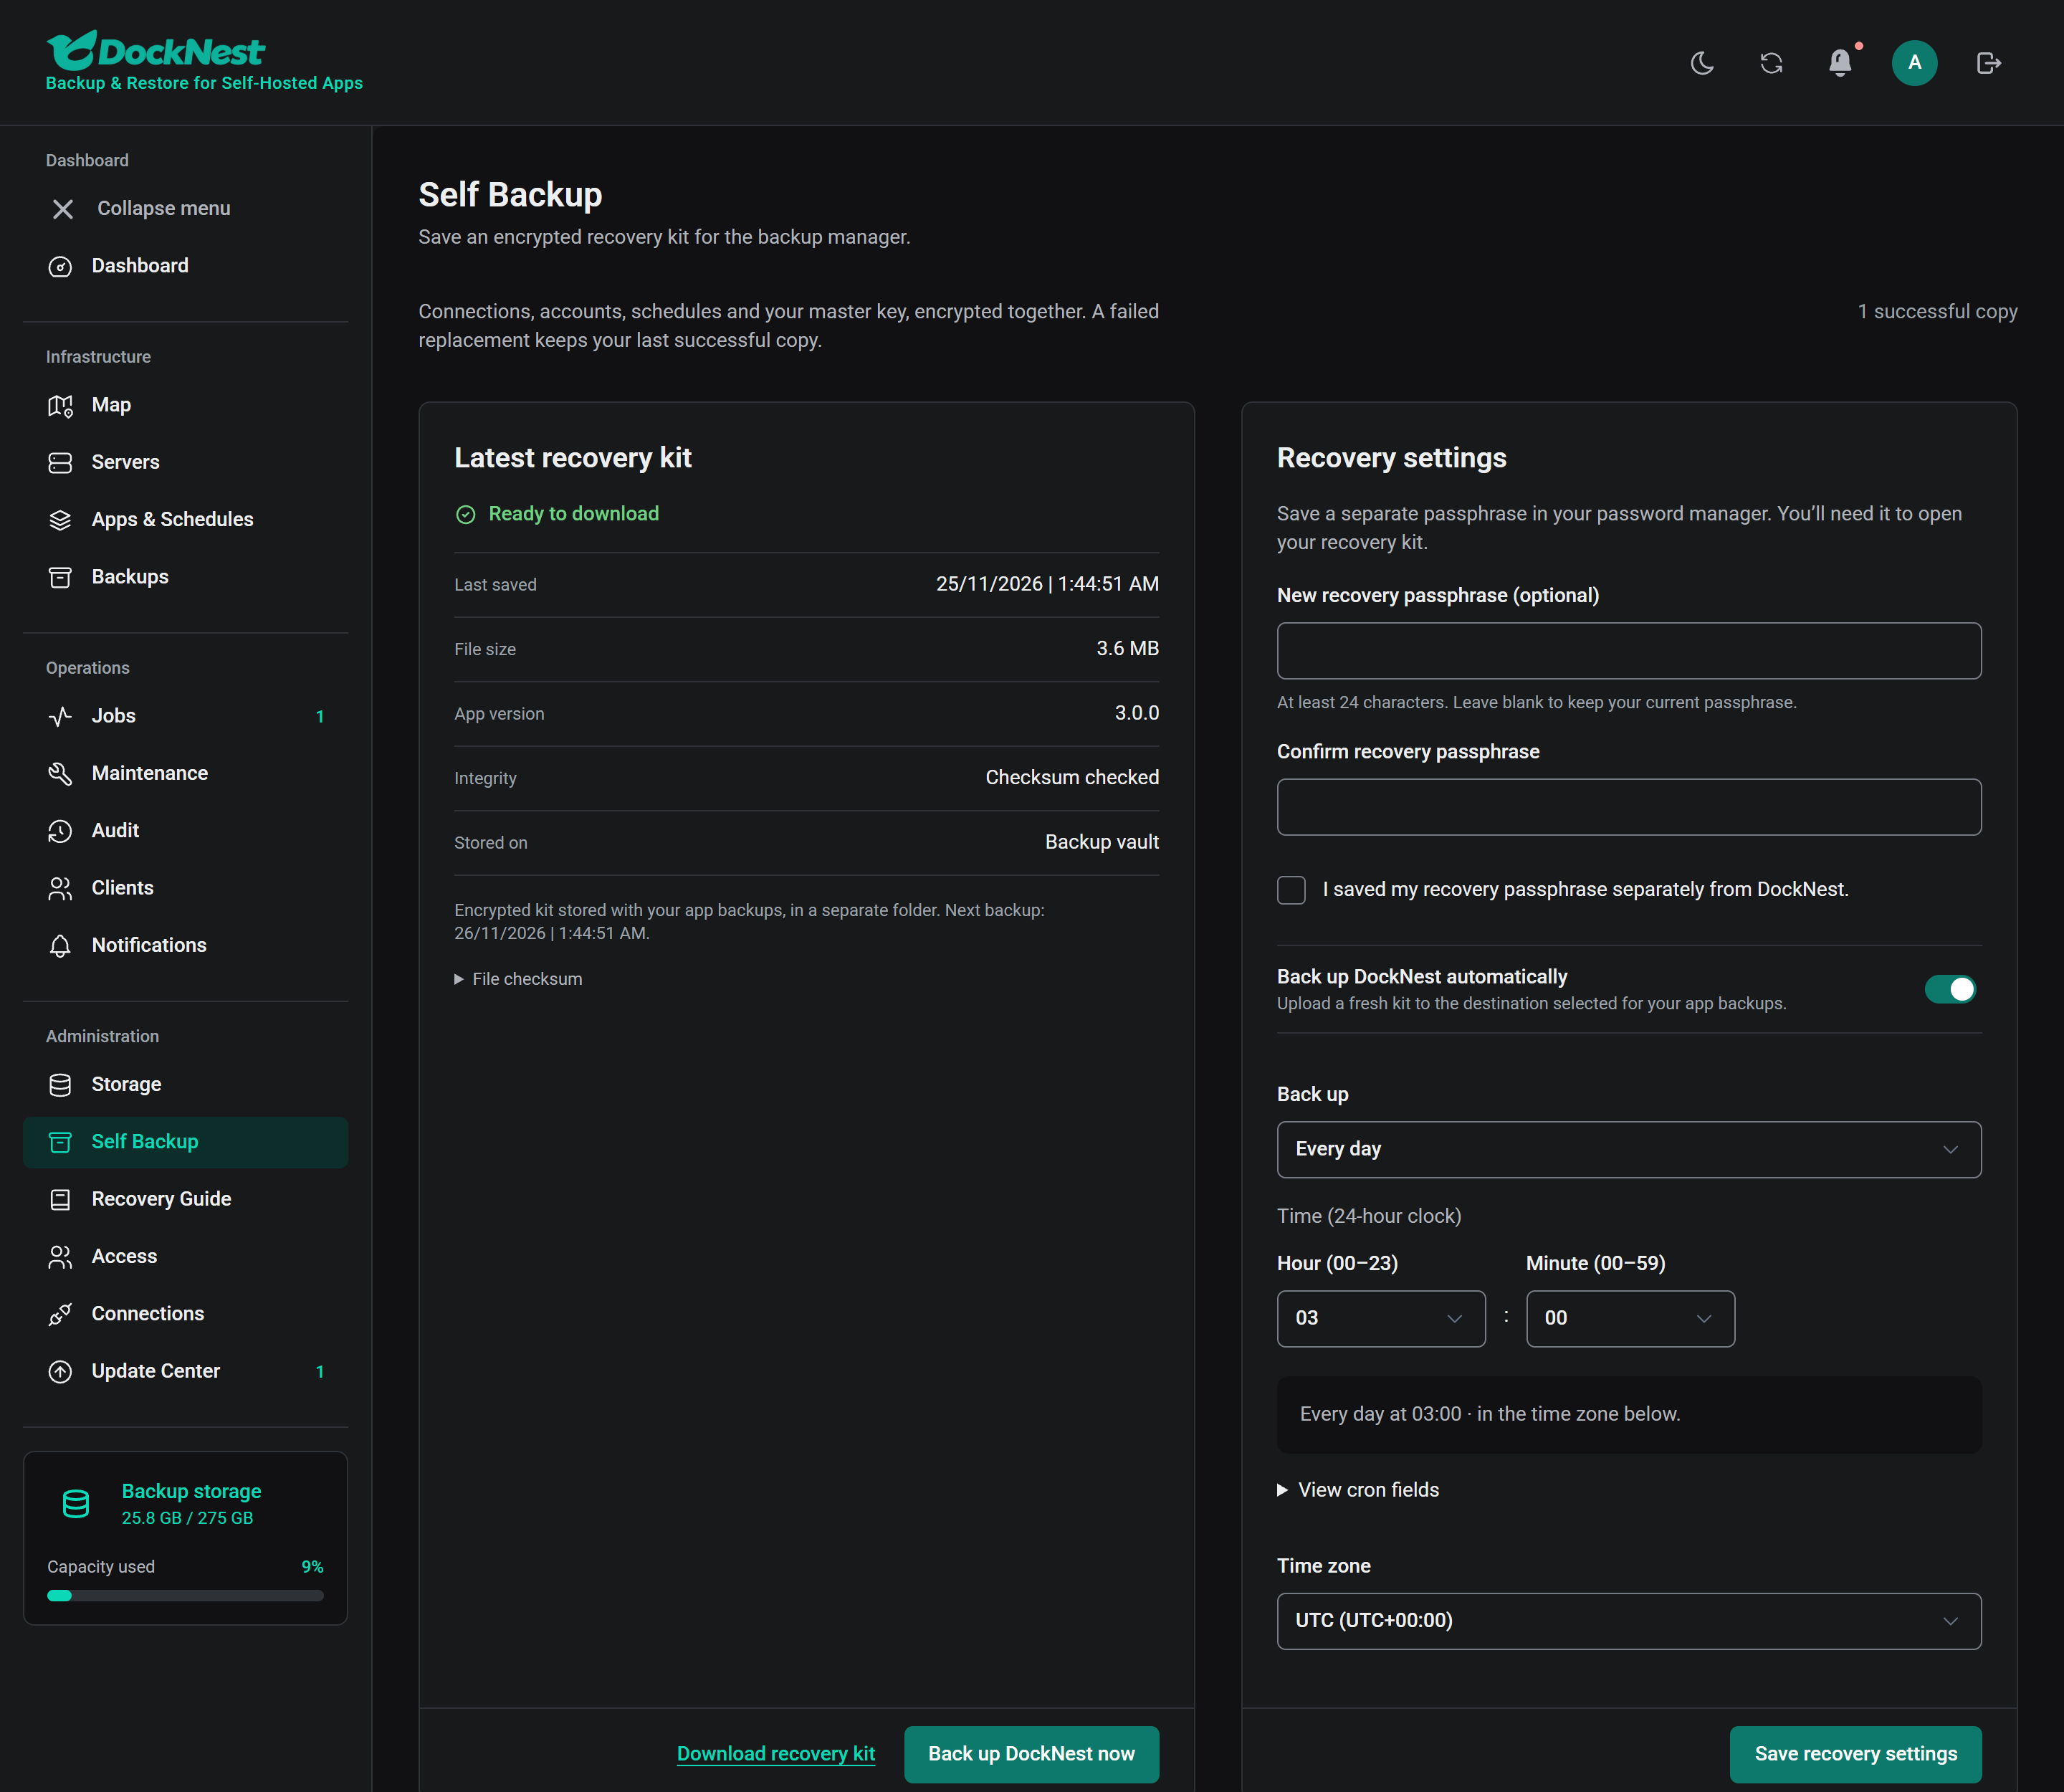 DockNest
Backup & Restore for Self-Hosted Apps
A
Dashboard
Collapse menu
Dashboard
Infrastructure
Map
Servers
Apps & Schedules
Backups
Operations
Jobs 1
Maintenance
Audit
Clients
Notifications
Administration
Storage
Self Backup
Recovery Guide
Access
Connections
Update Center 1
Backup storage
25.8 GB / 275 GB
Capacity used 9%
Self Backup
Save an encrypted recovery kit for the backup manager.
Connections, accounts, schedules and your master key, encrypted together. A failed
replacement keeps your last successful copy.
1 successful copy
Latest recovery kit
Ready to download
Last saved 25/11/2026 | 1:44:51 AM
File size 3.6 MB
App version 3.0.0
Integrity Checksum checked
Stored on Backup vault
Encrypted kit stored with your app backups, in a separate folder. Next backup:
26/11/2026 | 1:44:51 AM.
File checksum
Download recovery kit
Back up DockNest now
Recovery settings
Save a separate passphrase in your password manager. You’ll need it to open
your recovery kit.
New recovery passphrase (optional)
At least 24 characters. Leave blank to keep your current passphrase.
Confirm recovery passphrase
I saved my recovery passphrase separately from DockNest.
Back up DockNest automatically
Upload a fresh kit to the destination selected for your app backups.
Back up
Every day
Time (24-hour clock)
Hour (00–23) Minute (00–59)
03 : 00
Every day at 03:00 · in the time zone below.
View cron fields
Time zone
UTC (UTC+00:00)
Save recovery settings